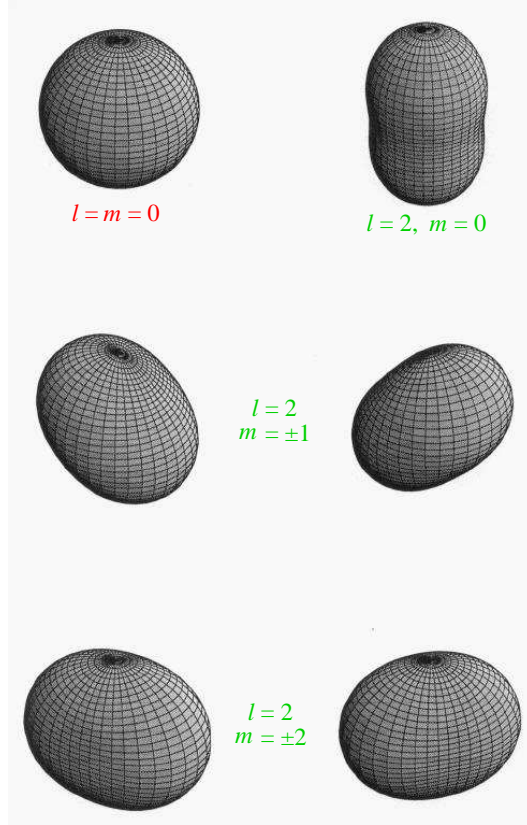 l = m = 0
l = 2, m = 0
l = 2
m = ±1
l = 2
m = ±2